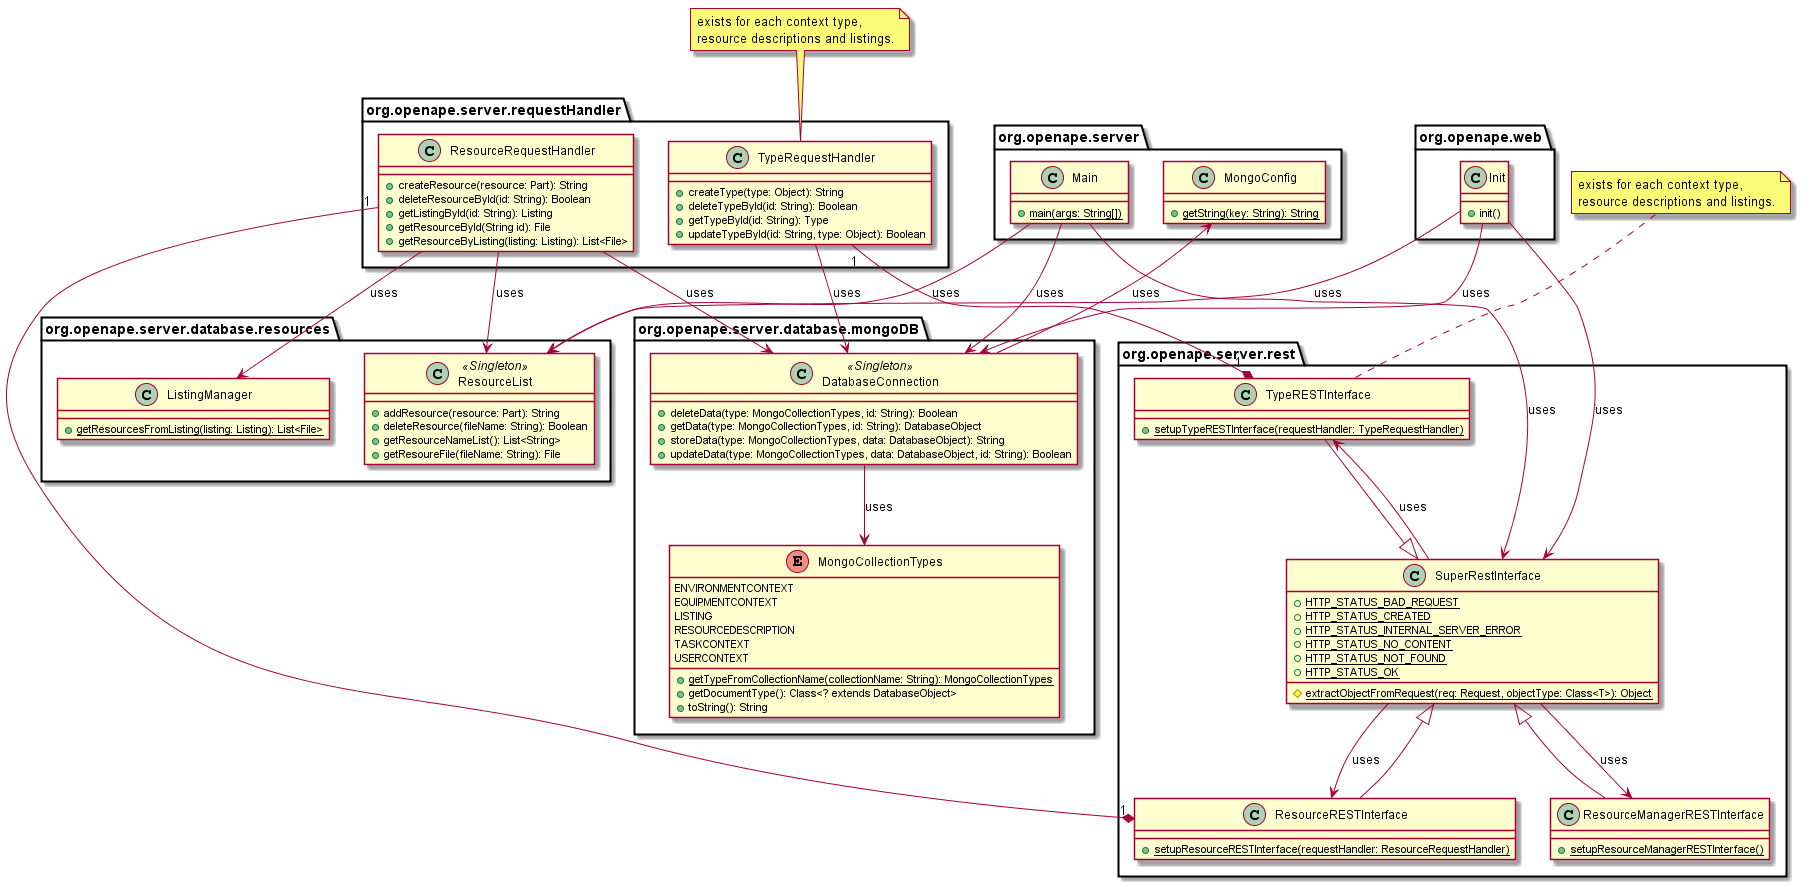 exists for each context type,
resource descriptions and listings.
org.openape.server.requestHandler
C ResourceRequestHandler
createResource(resource: Part): String
deleteResourceById(id: String): Boolean
getListingById(id: String): Listing
getResourceById(String id): File
getResourceByListing(listing: Listing): List<File>
C TypeRequestHandler
createType(type: Object): String
deleteTypeById(id: String): Boolean
getTypeById(id: String): Type
updateTypeById(id: String, type: Object): Boolean
org.openape.server
C Main
main(args: String[])
C MongoConfig
getString(key: String): String
org.openape.web
C Init
init()
exists for each context type,
resource descriptions and listings.
1
1
uses
uses
uses
uses
uses
uses
uses
uses
uses
org.openape.server.database.resources
C ListingManager
getResourcesFromListing(listing: Listing): List<File>
«Singleton»
C ResourceList
addResource(resource: Part): String
deleteResource(fileName: String): Boolean
getResourceNameList(): List<String>
getResoureFile(fileName: String): File
org.openape.server.database.mongoDB
«Singleton»
C DatabaseConnection
deleteData(type: MongoCollectionTypes, id: String): Boolean
getData(type: MongoCollectionTypes, id: String): DatabaseObject
storeData(type: MongoCollectionTypes, data: DatabaseObject): String
updateData(type: MongoCollectionTypes, data: DatabaseObject, id: String): Boolean
uses
E MongoCollectionTypes
ENVIRONMENTCONTEXT
EQUIPMENTCONTEXT
LISTING
RESOURCEDESCRIPTION
TASKCONTEXT
USERCONTEXT
getTypeFromCollectionName(collectionName: String): MongoCollectionTypes
getDocumentType(): Class<? extends DatabaseObject>
toString(): String
org.openape.server.rest
1
C TypeRESTInterface
setupTypeRESTInterface(requestHandler: TypeRequestHandler)
uses
uses
uses
C SuperRestInterface
HTTP_STATUS_BAD_REQUEST
HTTP_STATUS_CREATED
HTTP_STATUS_INTERNAL_SERVER_ERROR
HTTP_STATUS_NO_CONTENT
HTTP_STATUS_NOT_FOUND
HTTP_STATUS_OK
extractObjectFromRequest(req: Request, objectType: Class<T>): Object
uses
uses
1
C ResourceRESTInterface
setupResourceRESTInterface(requestHandler: ResourceRequestHandler)
C ResourceManagerRESTInterface
setupResourceManagerRESTInterface()